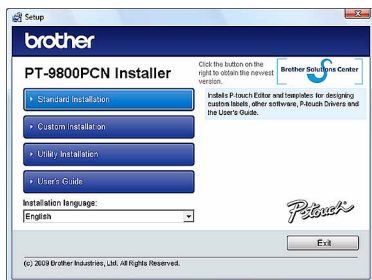 Setup
brother
PT-9800PCN Installer
Click the button on the
right to obtain the newest
version.
Brother Solutions Center
Standard Installation
Installs P-touch Editor and templates for designing
custom labels, other software, P-touch Drivers and
the User's Guide.
Custom Installation
Utility Installation
User's Guide
Installation language:
English
P-touch
Exit
(c) 2009 Brother Industries, Ltd. All Rights Reserved.